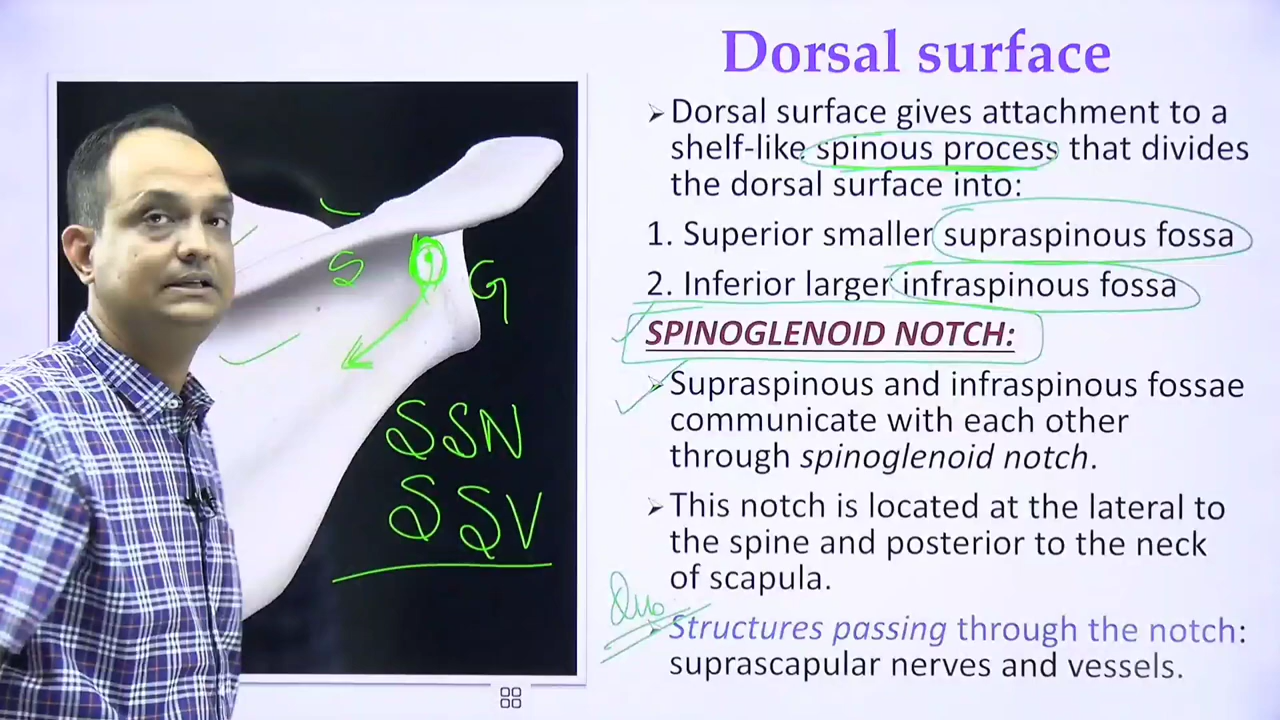 Dorsal surface
➢ Dorsal surface gives attachment to a
shelf-like spinous process that divides
the dorsal surface into:
1. Superior smaller supraspinous fossa
2. Inferior larger infraspinous fossa
SPINOGLENOID NOTCH:
➢ Supraspinous and infraspinous fossae
communicate with each other
through spinoglenoid notch.
➢ This notch is located at the lateral to
the spine and posterior to the neck
of scapula.
➢ Structures passing through the notch:
suprascapular nerves and vessels.
S
G
SSN
SSV